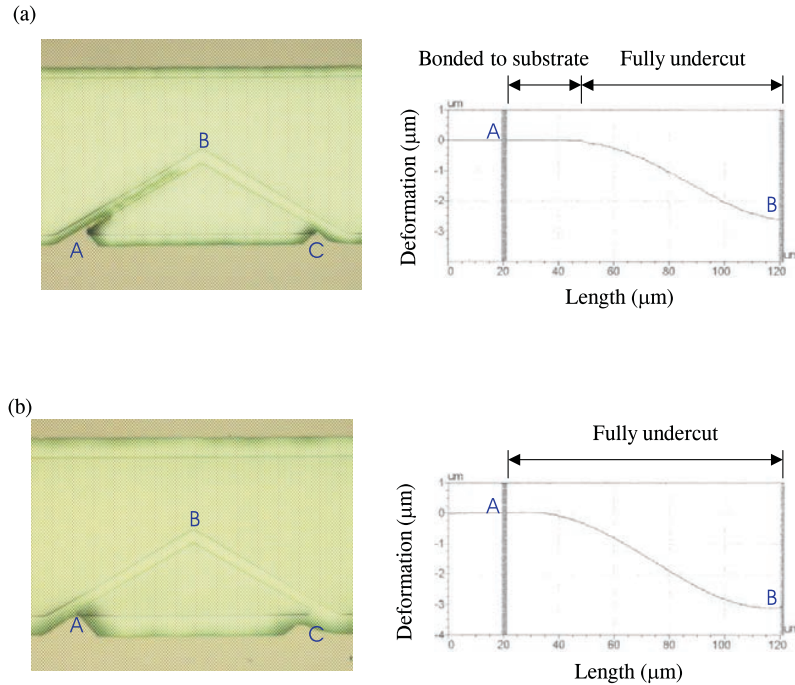 (a)
B
A
C
Bonded to substrate
Fully undercut
um
1
A
0
-1
-2
B
-3
0
20
40
60
80
100
120
Deformation (μm)
Length (μm)
(b)
B
A
C
Fully undercut
um
1
A
0
-1
-2
-3
B
-4
0
20
40
60
80
100
120
Deformation (μm)
Length (μm)